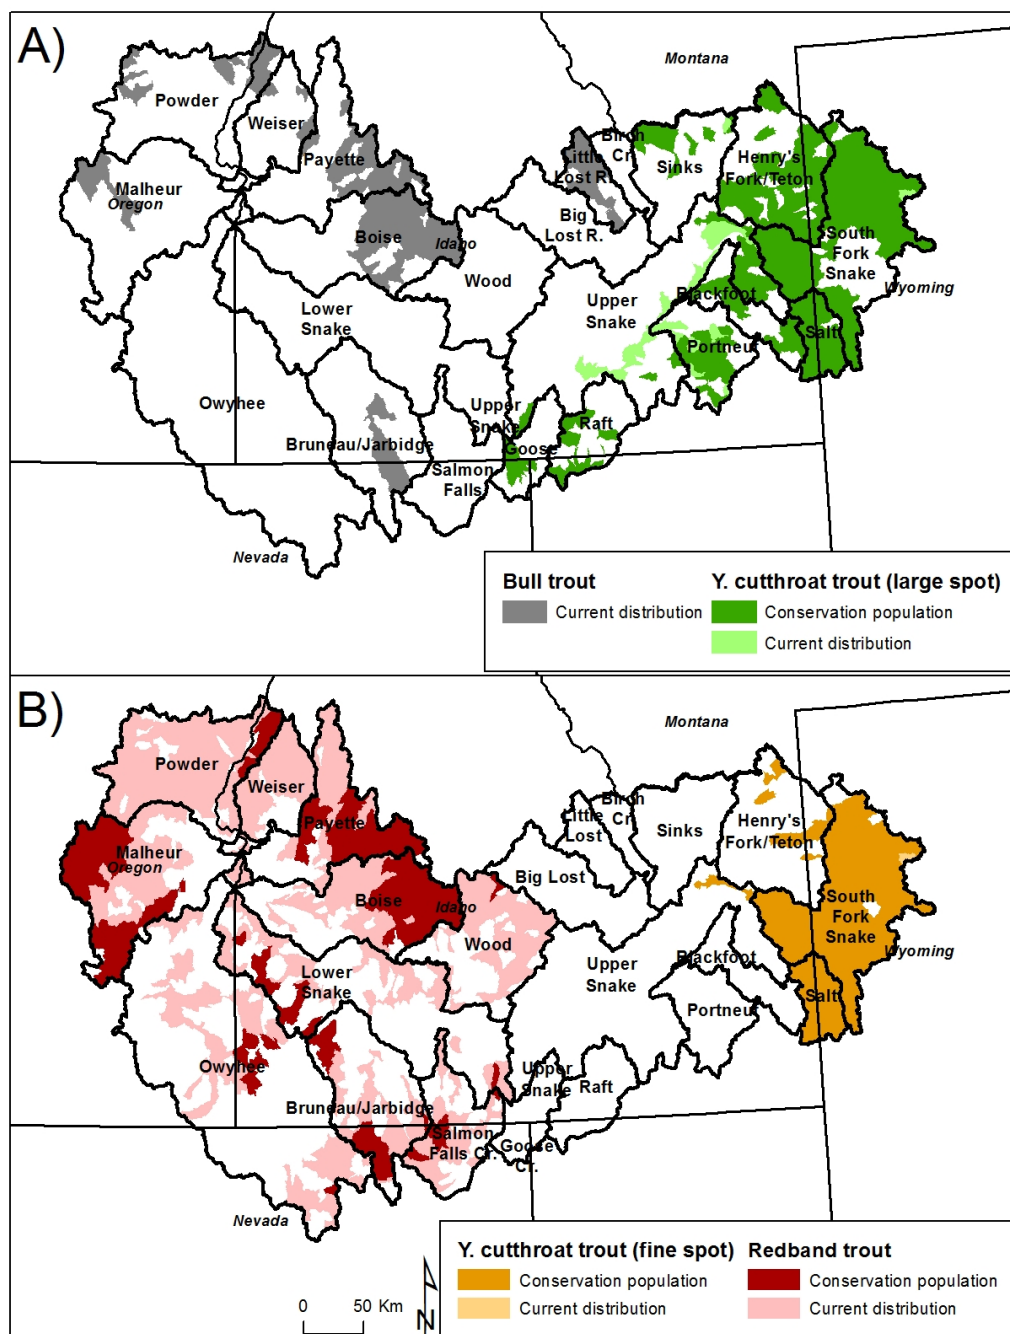 A)
Montana
Powder
Weiser
Birch
Cr.
Payette
Little
Lost R.
Sinks
Henry's
Fork/Teton
Malheur
Oregon
Big
Lost R.
Boise
Idaho
South
Fork
Snake
Wood
Wyoming
Lower
Snake
Upper
Snake
Blackfoot
Salt
Portneuf
Owyhee
Upper
Snake
Raft
Bruneau/Jarbidge
Goose
Salmon
Falls
Nevada
Bull trout
Current distribution
Y. cutthroat trout (large spot)
Conservation population
Current distribution
B)
Montana
Powder
Weiser
Birch
Cr.
Payette
Little
Lost
Sinks
Henry's
Fork/Teton
Malheur
Oregon
Big Lost
Boise
Idaho
South
Fork
Snake
Wood
Wyoming
Lower
Snake
Upper
Snake
Blackfoot
Salt
Portneuf
Owyhee
Upper
Snake
Raft
Bruneau/Jarbidge
Salmon
Falls Cr.
Goose
Cr.
Nevada
0 50 Km
N
Y. cutthroat trout (fine spot)
Conservation population
Current distribution
Redband trout
Conservation population
Current distribution